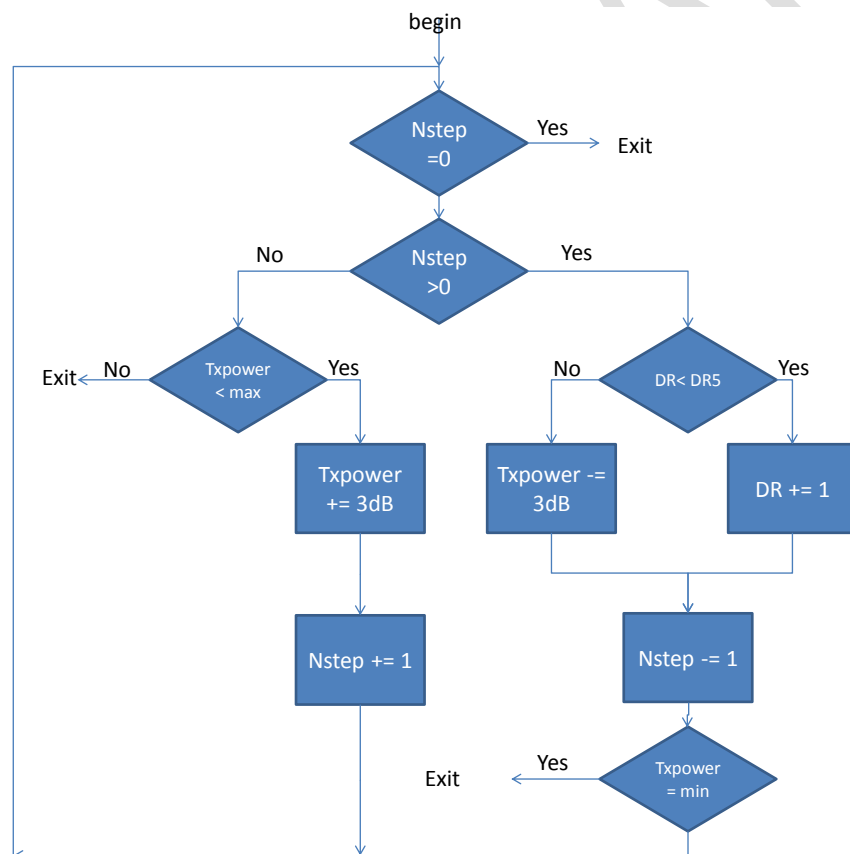 begin
Nstep
=0
Yes
Exit
Nstep
>0
No
Yes
Txpower
< max
Exit
No
Yes
DR< DR5
No
Yes
Txpower
+= 3dB
Txpower -=
3dB
DR += 1
Nstep += 1
Nstep -= 1
Txpower
= min
Yes
Exit